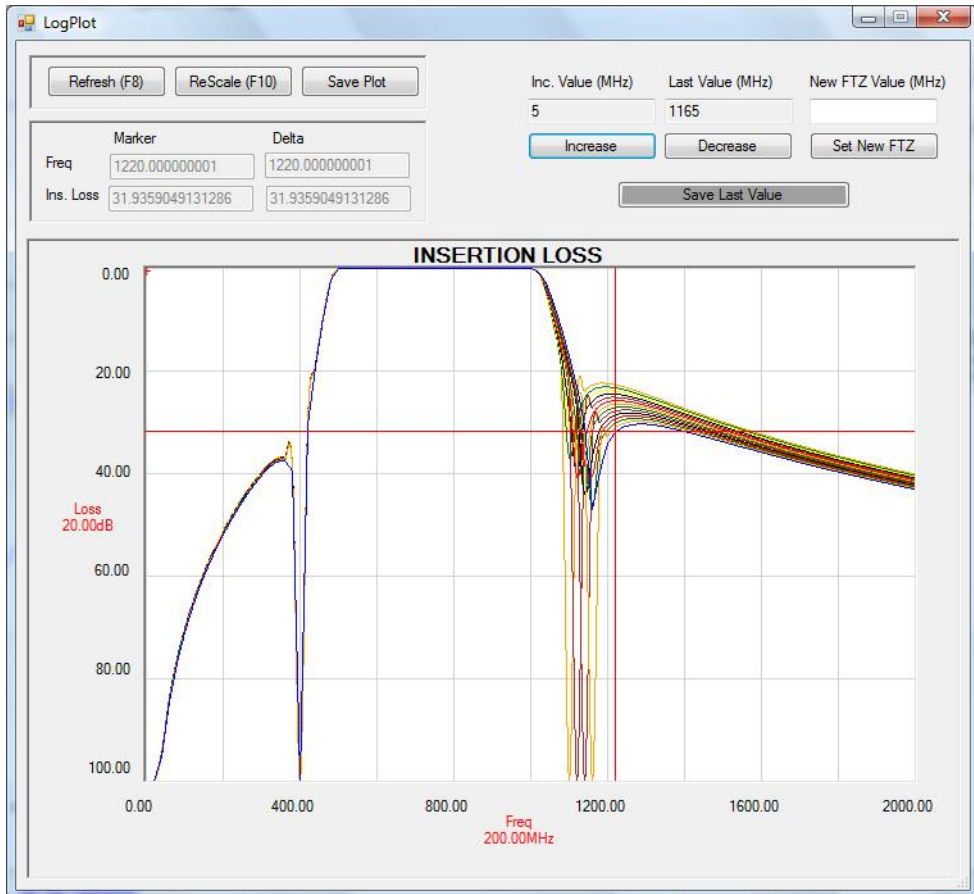 LogPlot
Refresh (F8) ReScale (F10) Save Plot
Inc. Value (MHz) Last Value (MHz) New FTZ Value (MHz)
5 1165
Increase Decrease Set New FTZ
Save Last Value
Marker Delta
Freq 1220.000000001 1220.000000001
Ins. Loss 31.9359049131286 31.9359049131286
INSERTION LOSS
F
0.00
20.00
40.00
Loss
20.00dB
60.00
80.00
100.00
0.00 400.00 800.00 1200.00 1600.00 2000.00
Freq
200.00MHz